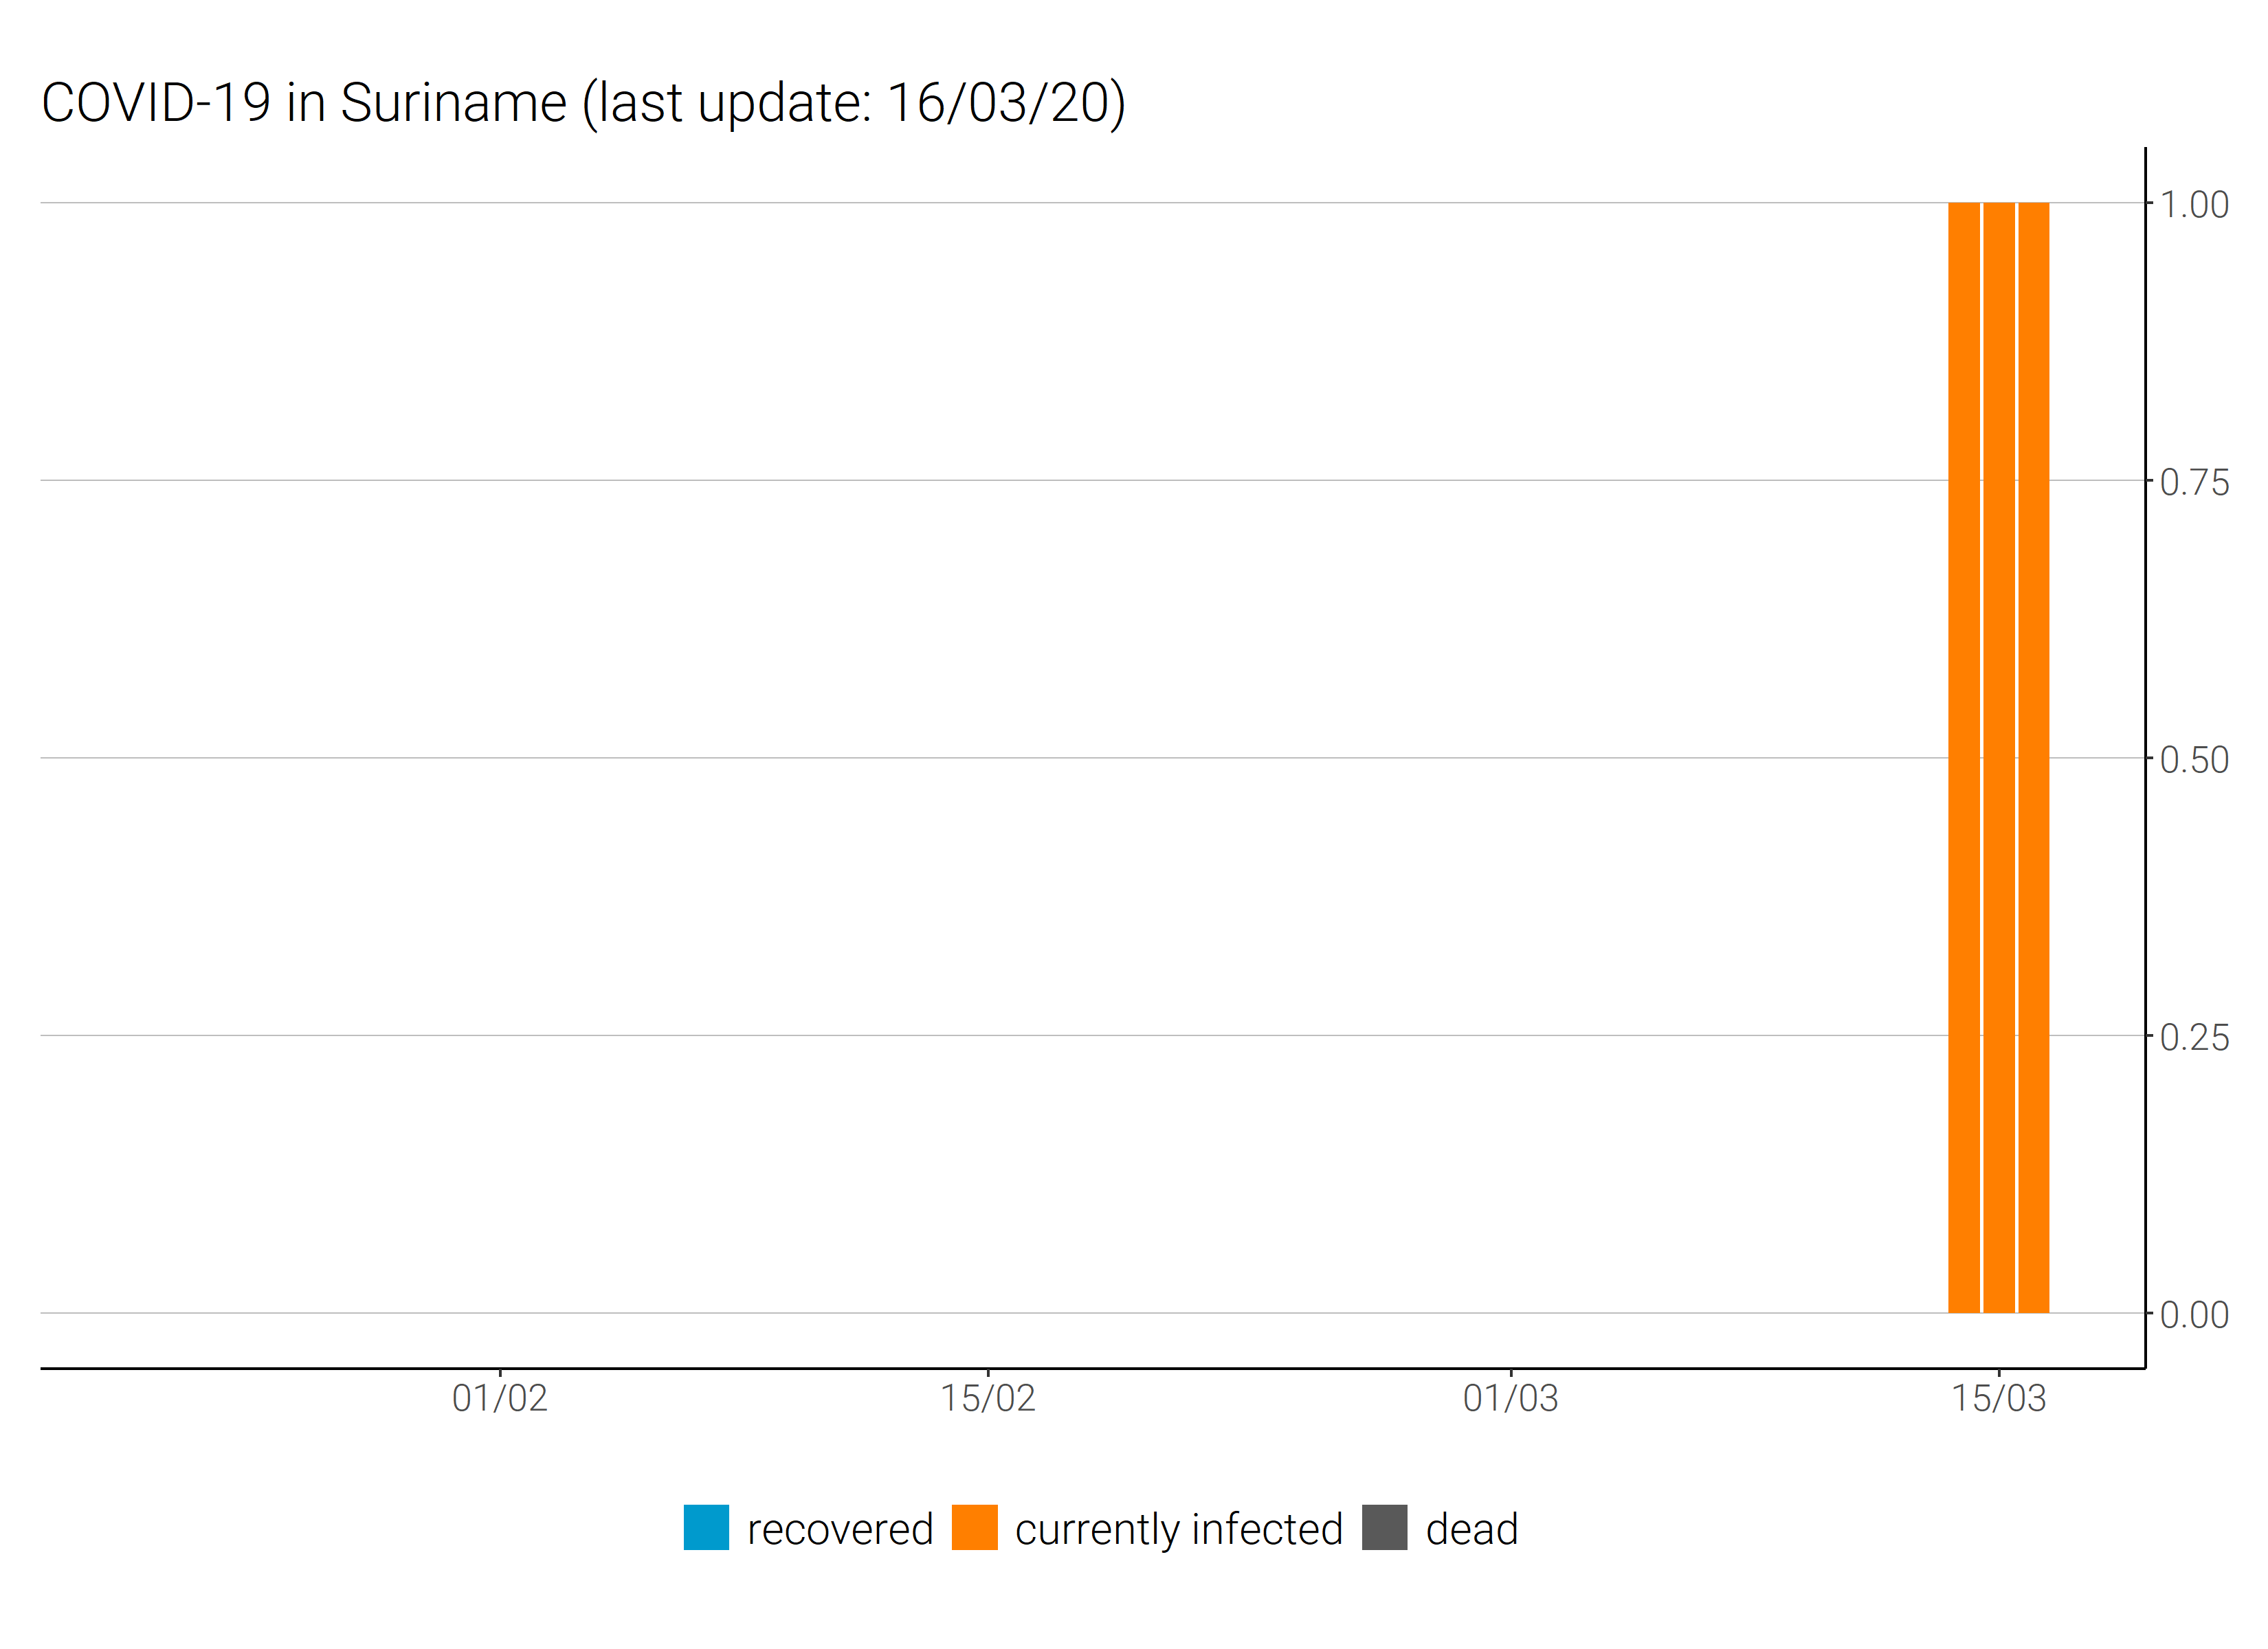 COVID-19 in Suriname (last update: 16/03/20)
1.00
0.75
0.50
0.25
0.00
01/02 15/02 01/03 15/03
recovered currently infected dead